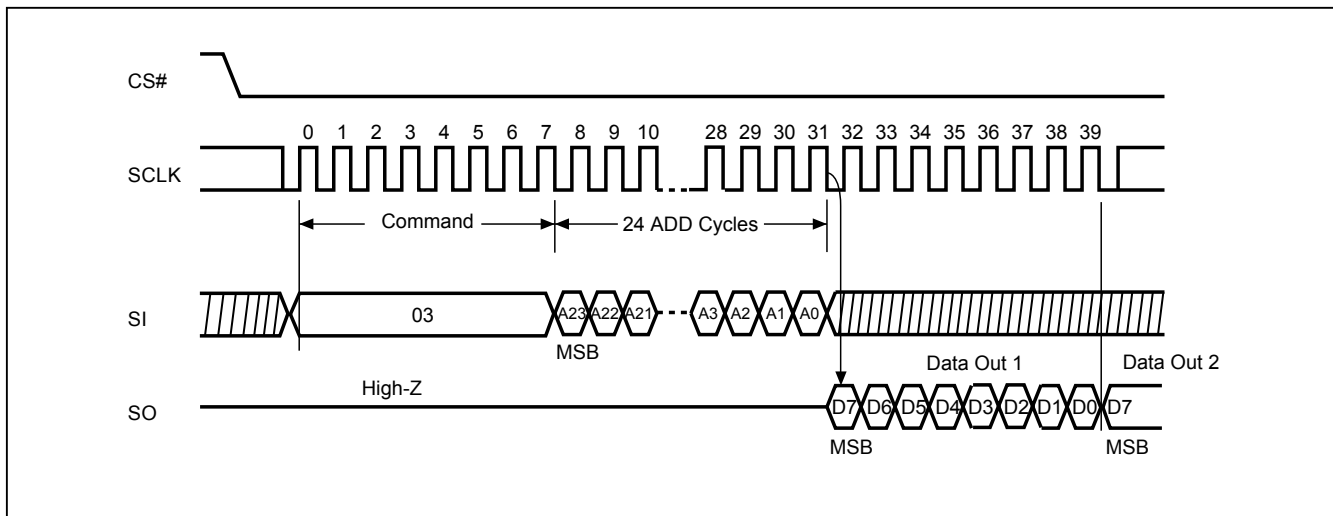 CS#
0 1 2 3 4 5 6 7 8 9 10 28 29 30 31 32 33 34 35 36 37 38 39
SCLK
Command 24 ADD Cycles
SI 03 A23 A22 A21 A3 A2 A1 A0
MSB
Data Out 1 Data Out 2
High-Z
SO D7 D6 D5 D4 D3 D2 D1 D0 D7
MSB MSB